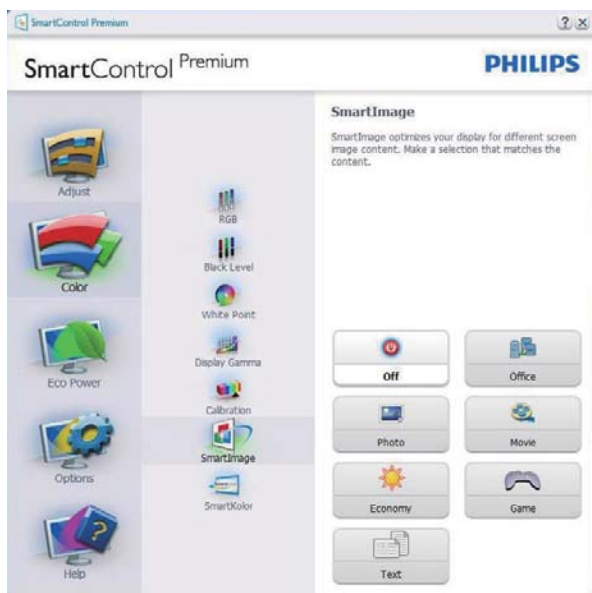 SmartControl Premium
SmartControl Premium
PHILIPS
Adjust
Color
Eco Power
Options
Help
RGB
Black Level
White Point
Display Gamma
Calibration
SmartImage
SmartKolor
SmartImage
SmartImage optimizes your display for different screen
image content. Make a selection that matches the
content.
Off
Office
Photo
Movie
Economy
Game
Text